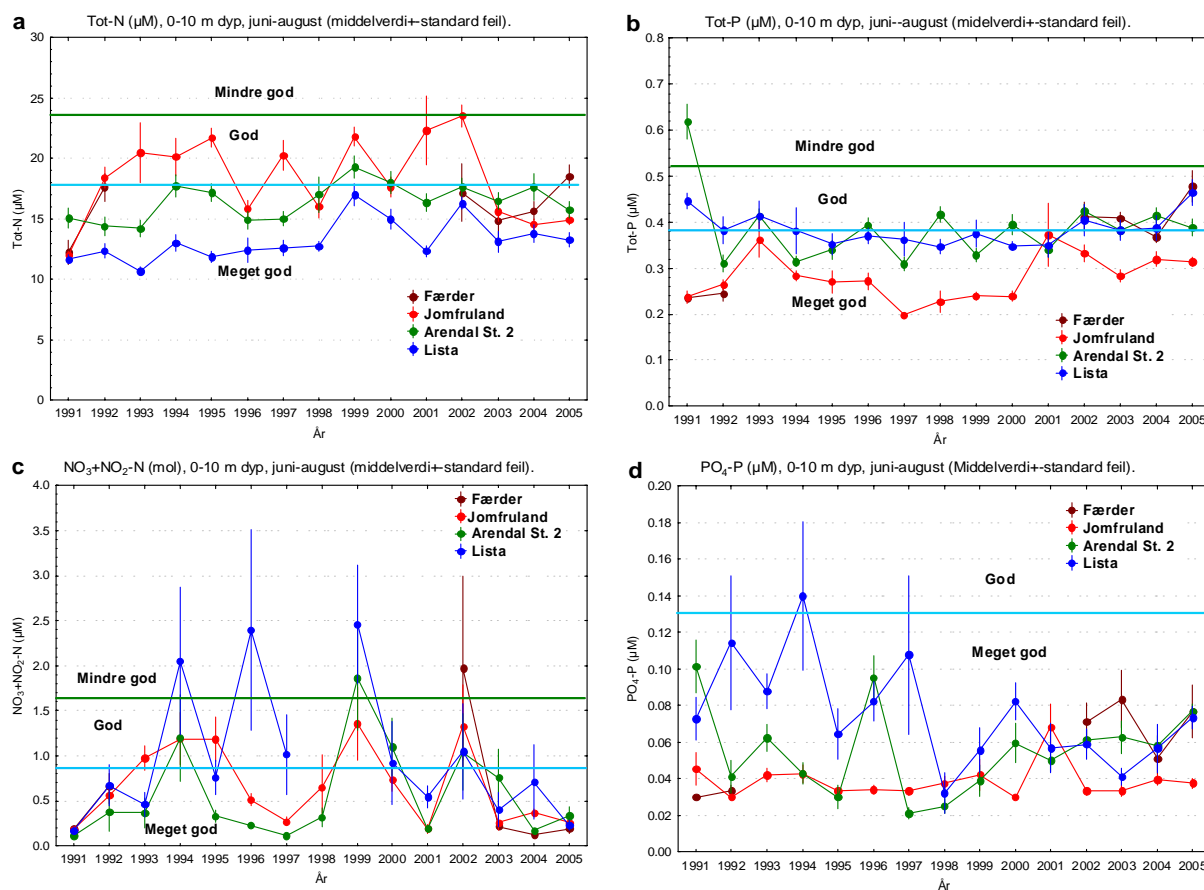 a
Tot-N (µM), 0-10 m dyp, juni-august (middelverdi+-standard feil).
30
25
20
15
10
5
0
Tot-N (µM)
Mindre god
God
Meget god
Færder
Jomfruland
Arendal St. 2
Lista
1991 1992 1993 1994 1995 1996 1997 1998 1999 2000 2001 2002 2003 2004 2005
År
b
Tot-P (µM), 0-10 m dyp, juni--august (midelverdi+-standard feil).
0.8
0.7
0.6
0.5
0.4
0.3
0.2
0.1
0.0
Tot-P (µM)
Mindre god
God
Meget god
Færder
Jomfruland
Arendal St. 2
Lista
1991 1992 1993 1994 1995 1996 1997 1998 1999 2000 2001 2002 2003 2004 2005
År
c
NO₃+NO₂-N (mol), 0-10 m dyp, juni-august (middelverdi+-standard feil).
4.0
3.5
3.0
2.5
2.0
1.5
1.0
0.5
0.0
NO₃+NO₂-N (µM)
Færder
Jomfruland
Arendal St. 2
Lista
Mindre god
God
Meget god
1991 1992 1993 1994 1995 1996 1997 1998 1999 2000 2001 2002 2003 2004 2005
År
d
PO₄-P (µM), 0-10 m dyp, juni-august (Middelverdi+-standard feil).
0.20
0.18
0.16
0.14
0.12
0.10
0.08
0.06
0.04
0.02
0.00
PO₄-P (µM)
Færder
Jomfruland
Arendal St. 2
Lista
God
Meget god
1991 1992 1993 1994 1995 1996 1997 1998 1999 2000 2001 2002 2003 2004 2005
År